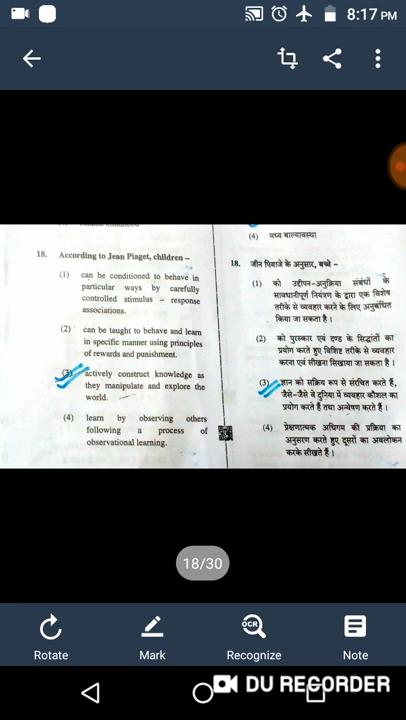 8:17 PM
18. According to Jean Piaget, children –
(1) can be conditioned to behave in
particular ways by carefully
controlled stimulus – response
associations.
(2) can be taught to behave and learn
in specific manner using principles
of rewards and punishment.
(3) actively construct knowledge as
they manipulate and explore the
world.
(4) learn by observing others
following a process of
observational learning.
(4) मध्य बाल्यावस्था
18. जीन पियाजे के अनुसार, बच्चे –
(1) को उद्दीपन-अनुक्रिया संबंधों के
सावधानीपूर्ण नियंत्रण के द्वारा एक विशेष
तरीके से व्यवहार करने के लिए अनुबंधित
किया जा सकता है ।
(2) को पुरस्कार एवं दण्ड के सिद्धांतों का
प्रयोग करते हुए विशिष्ट तरीके से व्यवहार
करना एवं सीखना सिखाया जा सकता है ।
(3) ज्ञान को सक्रिय रूप से संरचित करते हैं,
जैसे-जैसे वे दुनिया में व्यवहार कौशल का
प्रयोग करते हैं तथा अन्वेषण करते हैं ।
(4) प्रेक्षणात्मक अधिगम की प्रक्रिया का
अनुसरण करते हुए दूसरों का अवलोकन
करके सीखते हैं ।
18/30
OCR
Rotate
Mark
Recognize
Note
DU RECORDER